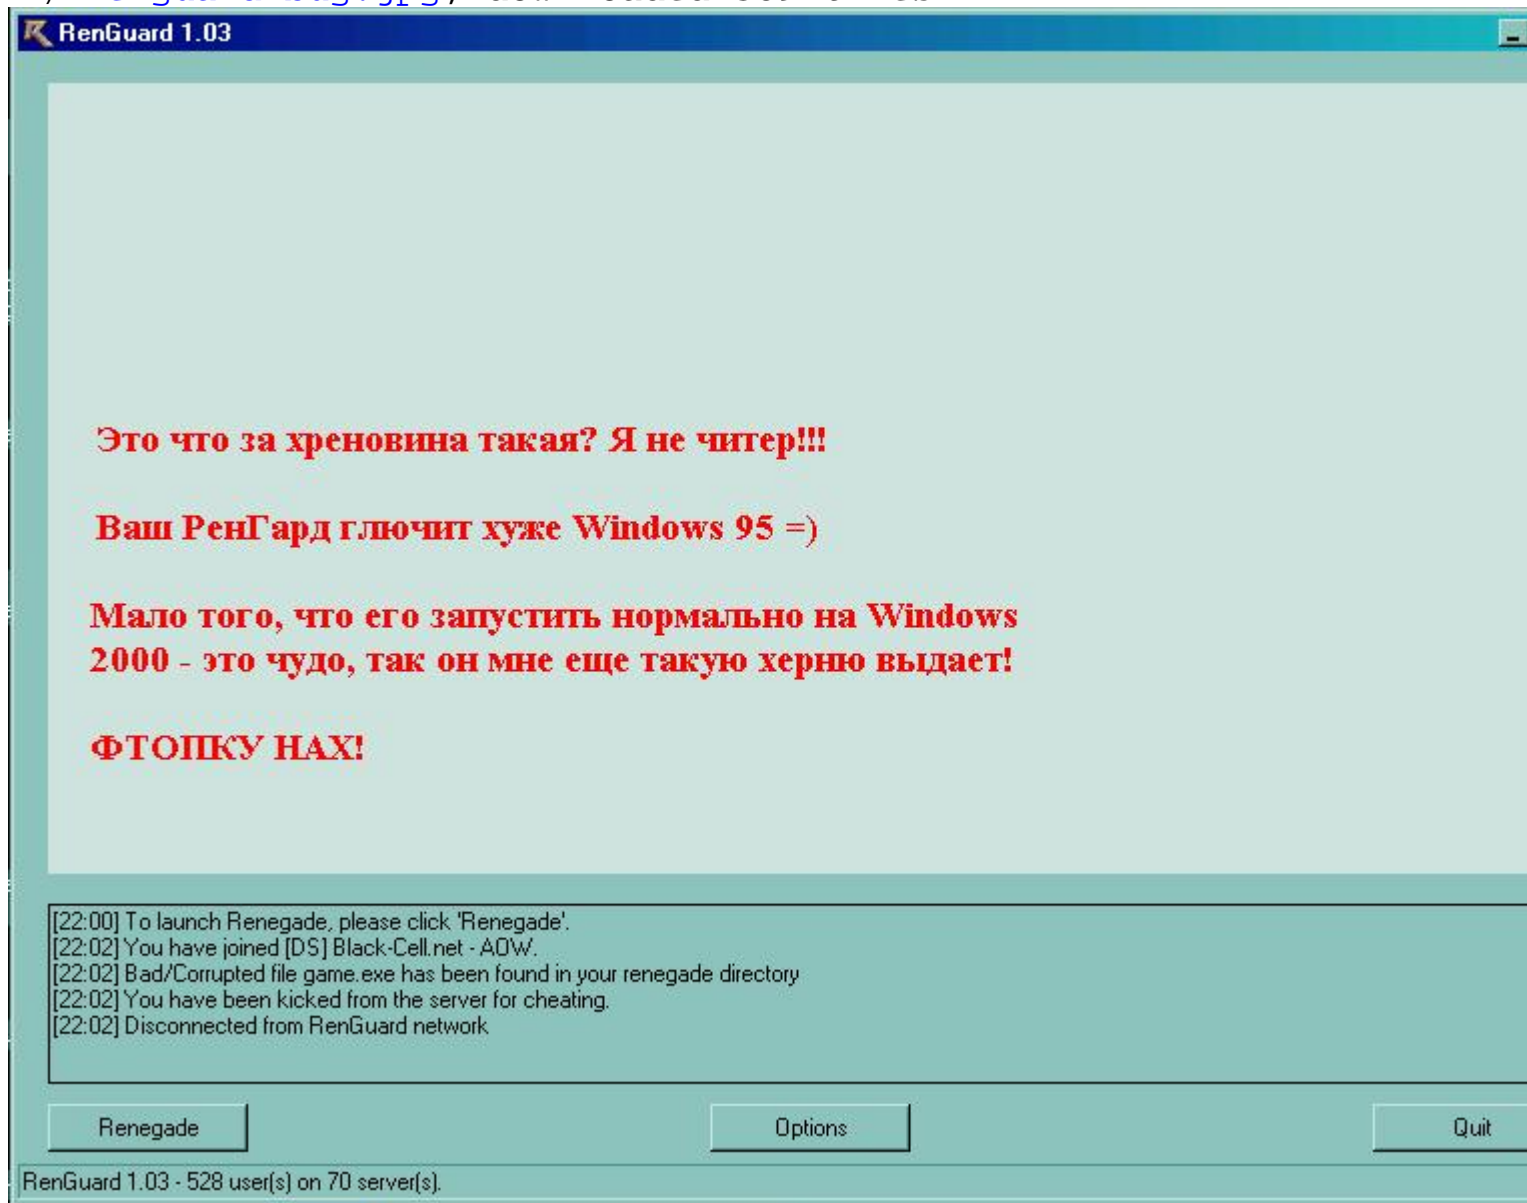 RenGuard 1.03
Это что за хреновина такая? Я не читер!!!
Ваш РенГард глючит хуже Windows 95 =)
Мало того, что его запустить нормально на Windows
2000 - это чудо, так он мне еще такую херню выдает!
ФТОПКУ НАХ!
[22:00] To launch Renegade, please click 'Renegade'.
[22:02] You have joined [DS] Black-Cell.net - AOW.
[22:02] Bad/Corrupted file game.exe has been found in your renegade directory
[22:02] You have been kicked from the server for cheating.
[22:02] Disconnected from RenGuard network
Renegade Options Quit
RenGuard 1.03 - 528 user(s) on 70 server(s).